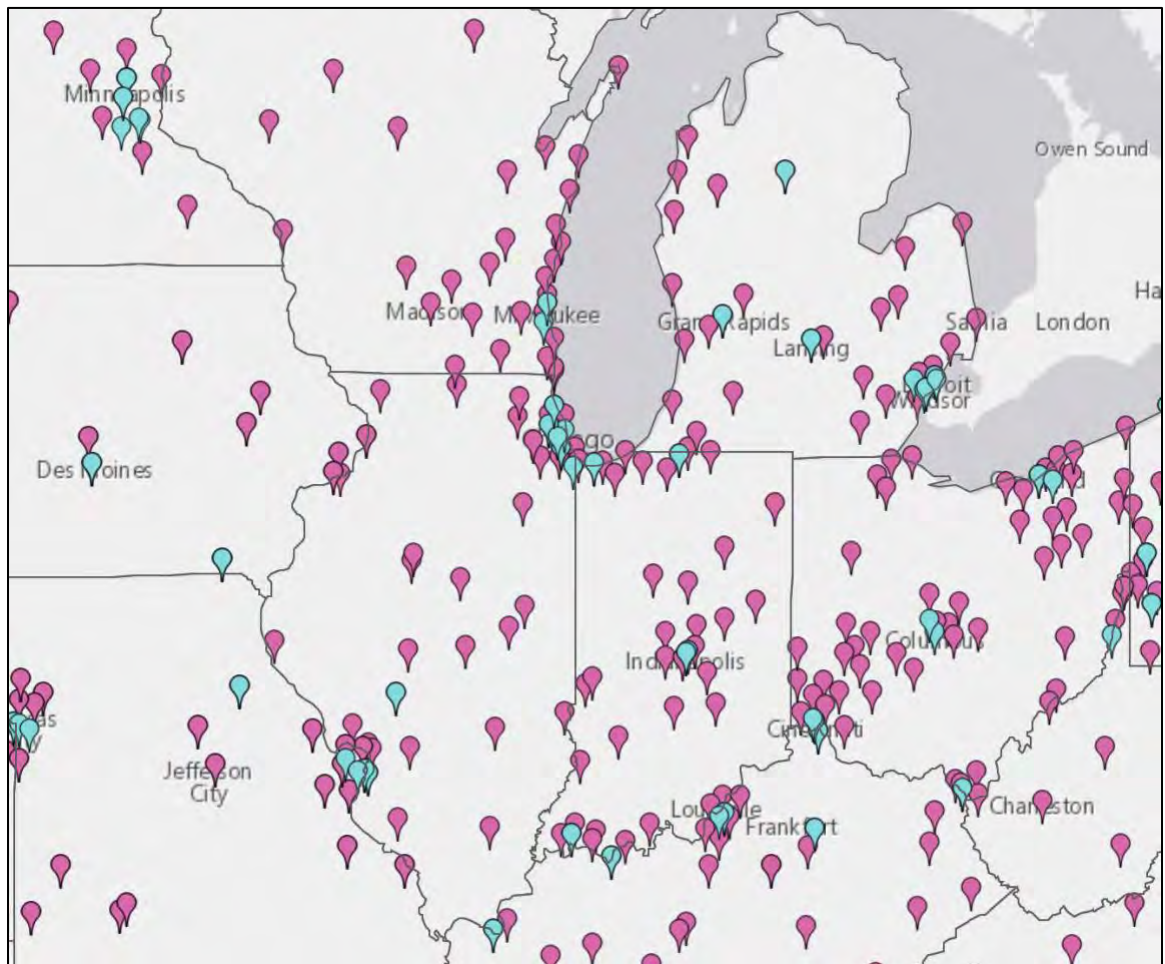 Minneapolis
Owen Sound
Ha
Madison
Milwaukee
Grand Rapids
Sarnia
London
Lansing
Detroit
Windsor
Des Moines
Columbus
Indianapolis
Cincinnati
Jefferson
City
Louisville
Frankfort
Charleston